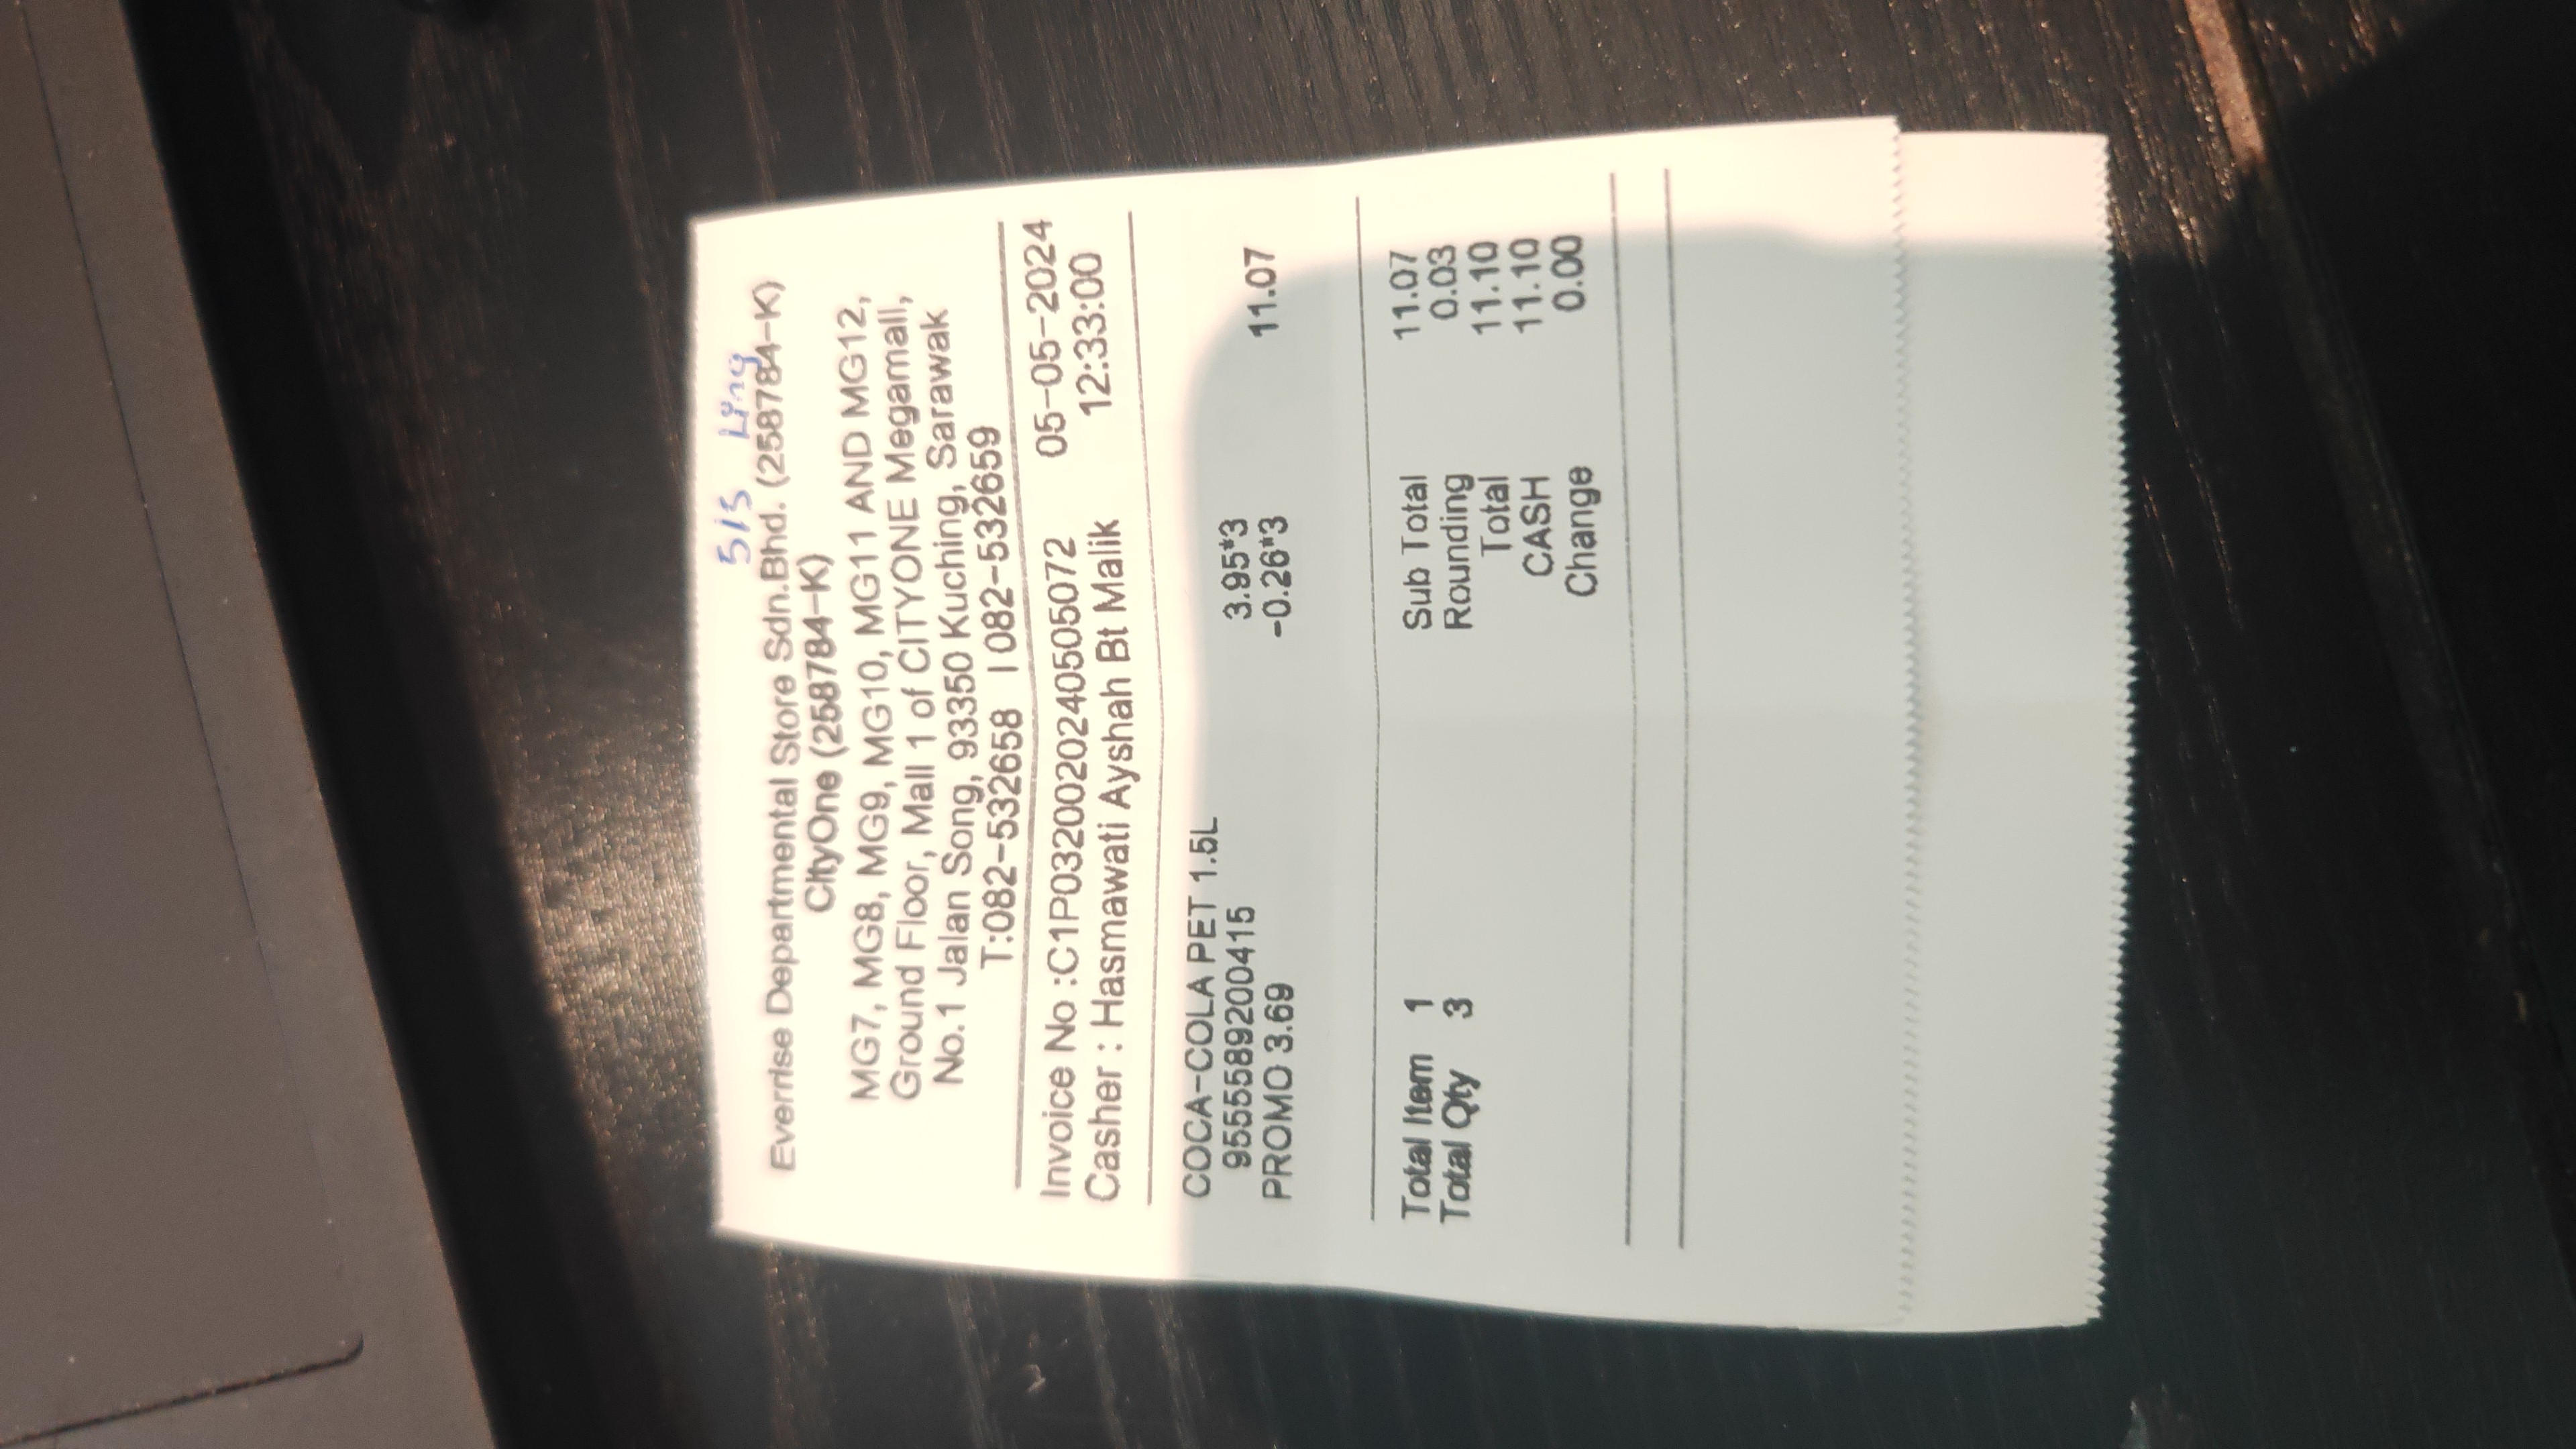 5/5 Ling
Everrise Departmental Store Sdn.Bhd. (258784-K)
CityOne (258784-K)
MG7, MG8, MG9, MG10, MG11 AND MG12,
Ground Floor, Mall 1 of CITYONE Megamall,
No.1 Jalan Song, 93350 Kuching, Sarawak
T:082-532658 | 082-532659
Invoice No :C1P0320020240505072 05-05-2024
Casher : Hasmawati Ayshah Bt Malik 12:33:00
COCA-COLA PET 1.5L
9555589200415 3.95*3
PROMO 3.69 -0.26*3 11.07
Total Item 1 Sub Total 11.07
Total Qty 3 Rounding 0.03
Total 11.10
CASH 11.10
Change 0.00